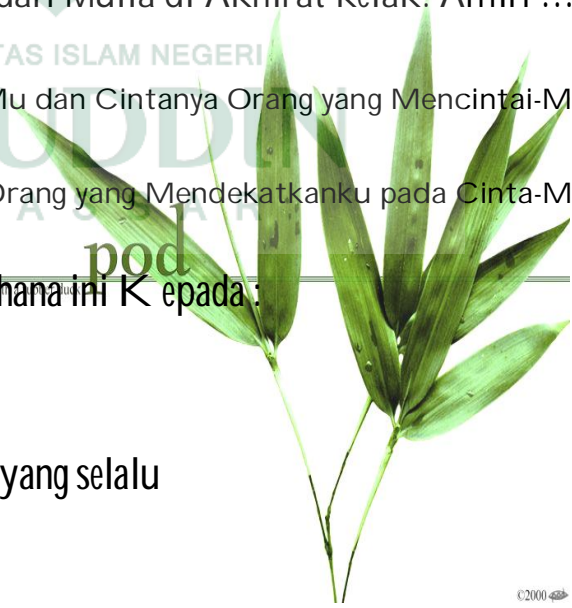 dan Mulia di Akhirat Kelak. Amin ...
TAS ISLAM NEGERI
Mu dan Cintanya Orang yang Mencintai-M
UDDIN
Orang yang Mendekatkanku pada Cinta-M
A S S A R
pod
hana ini K epada :
yang selalu
©2000